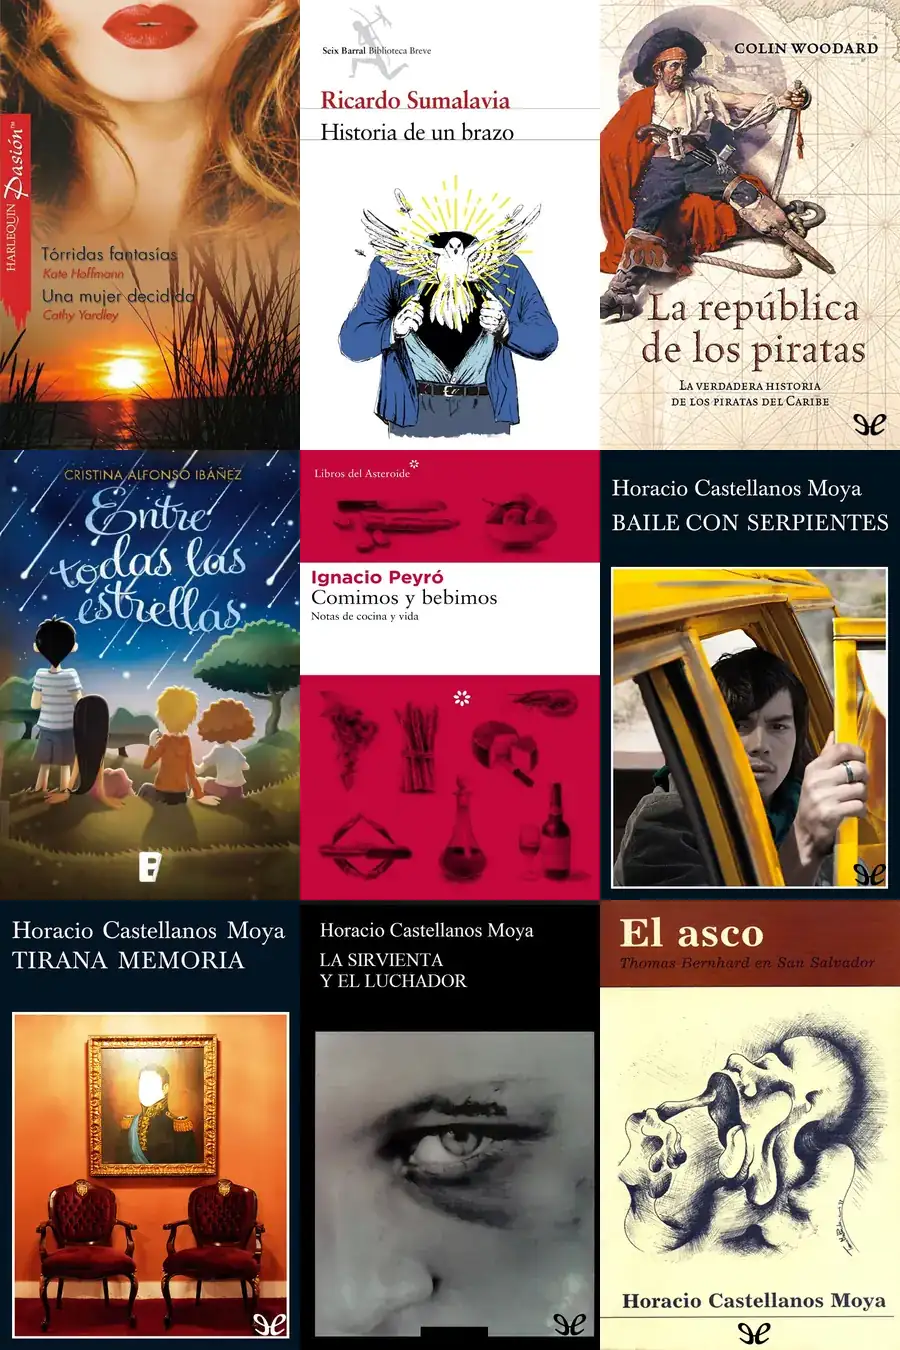 HARLEQUIN Pasión™
Tórridas fantasías
Kate Hoffmann
Una mujer decidida
Cathy Yardley
Seix Barral Biblioteca Breve
Ricardo Sumalavia
Historia de un brazo
COLIN WOODARD
La república
de los piratas
LA VERDADERA HISTORIA
DE LOS PIRATAS DEL CARIBE
CRISTINA ALFONSO IBÁÑEZ
Entre
todas las
estrellas
B
Libros del Asteroide
Ignacio Peyró
Comimos y bebimos
Notas de cocina y vida
Horacio Castellanos Moya
BAILE CON SERPIENTES
Horacio Castellanos Moya
TIRANA MEMORIA
Horacio Castellanos Moya
LA SIRVIENTA
Y EL LUCHADOR
El asco
Thomas Bernhard en San Salvador
Horacio Castellanos Moya